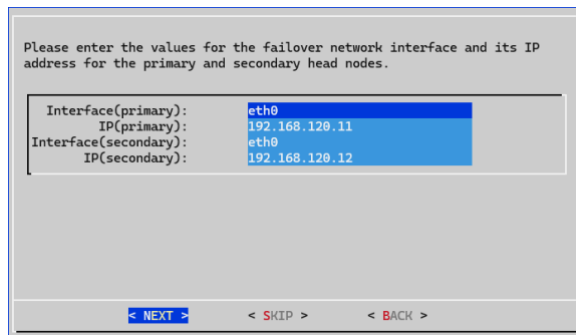 Please enter the values for the failover network interface and its IP
address for the primary and secondary head nodes.
Interface(primary): eth0
IP(primary): 192.168.120.11
Interface(secondary): eth0
IP(secondary): 192.168.120.12
< NEXT > < SKIP > < BACK >